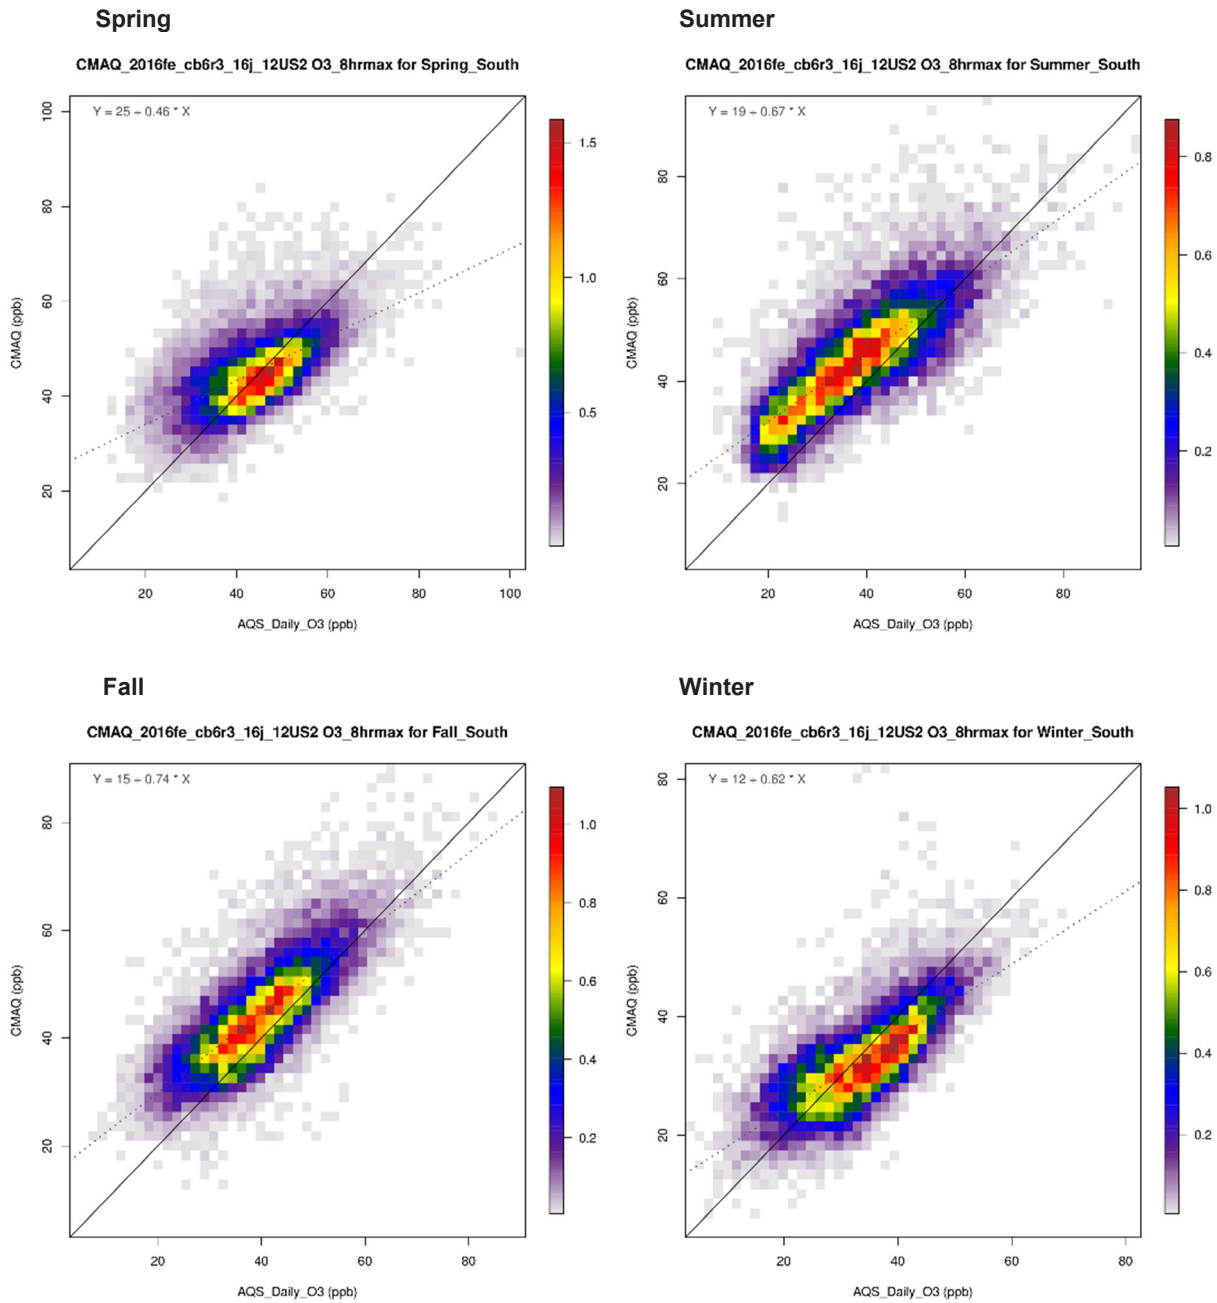 Spring
CMAQ_2016fe_cb6r3_16j_12US2 O3_8hrmax for Spring_South
Y = 25 + 0.46 * X
100
80
60
40
20
CMAQ (ppb)
1.5
1.0
0.5
20 40 60 80 100
AQS_Daily_O3 (ppb)
Summer
CMAQ_2016fe_cb6r3_16j_12US2 O3_8hrmax for Summer_South
Y = 19 + 0.67 * X
80
60
40
20
CMAQ (ppb)
0.8
0.6
0.4
0.2
20 40 60 80
AQS_Daily_O3 (ppb)
Fall
CMAQ_2016fe_cb6r3_16j_12US2 O3_8hrmax for Fall_South
Y = 15 + 0.74 * X
80
60
40
20
CMAQ (ppb)
1.0
0.8
0.6
0.4
0.2
20 40 60 80
AQS_Daily_O3 (ppb)
Winter
CMAQ_2016fe_cb6r3_16j_12US2 O3_8hrmax for Winter_South
Y = 12 + 0.62 * X
80
60
40
20
CMAQ (ppb)
1.0
0.8
0.6
0.4
0.2
20 40 60 80
AQS_Daily_O3 (ppb)